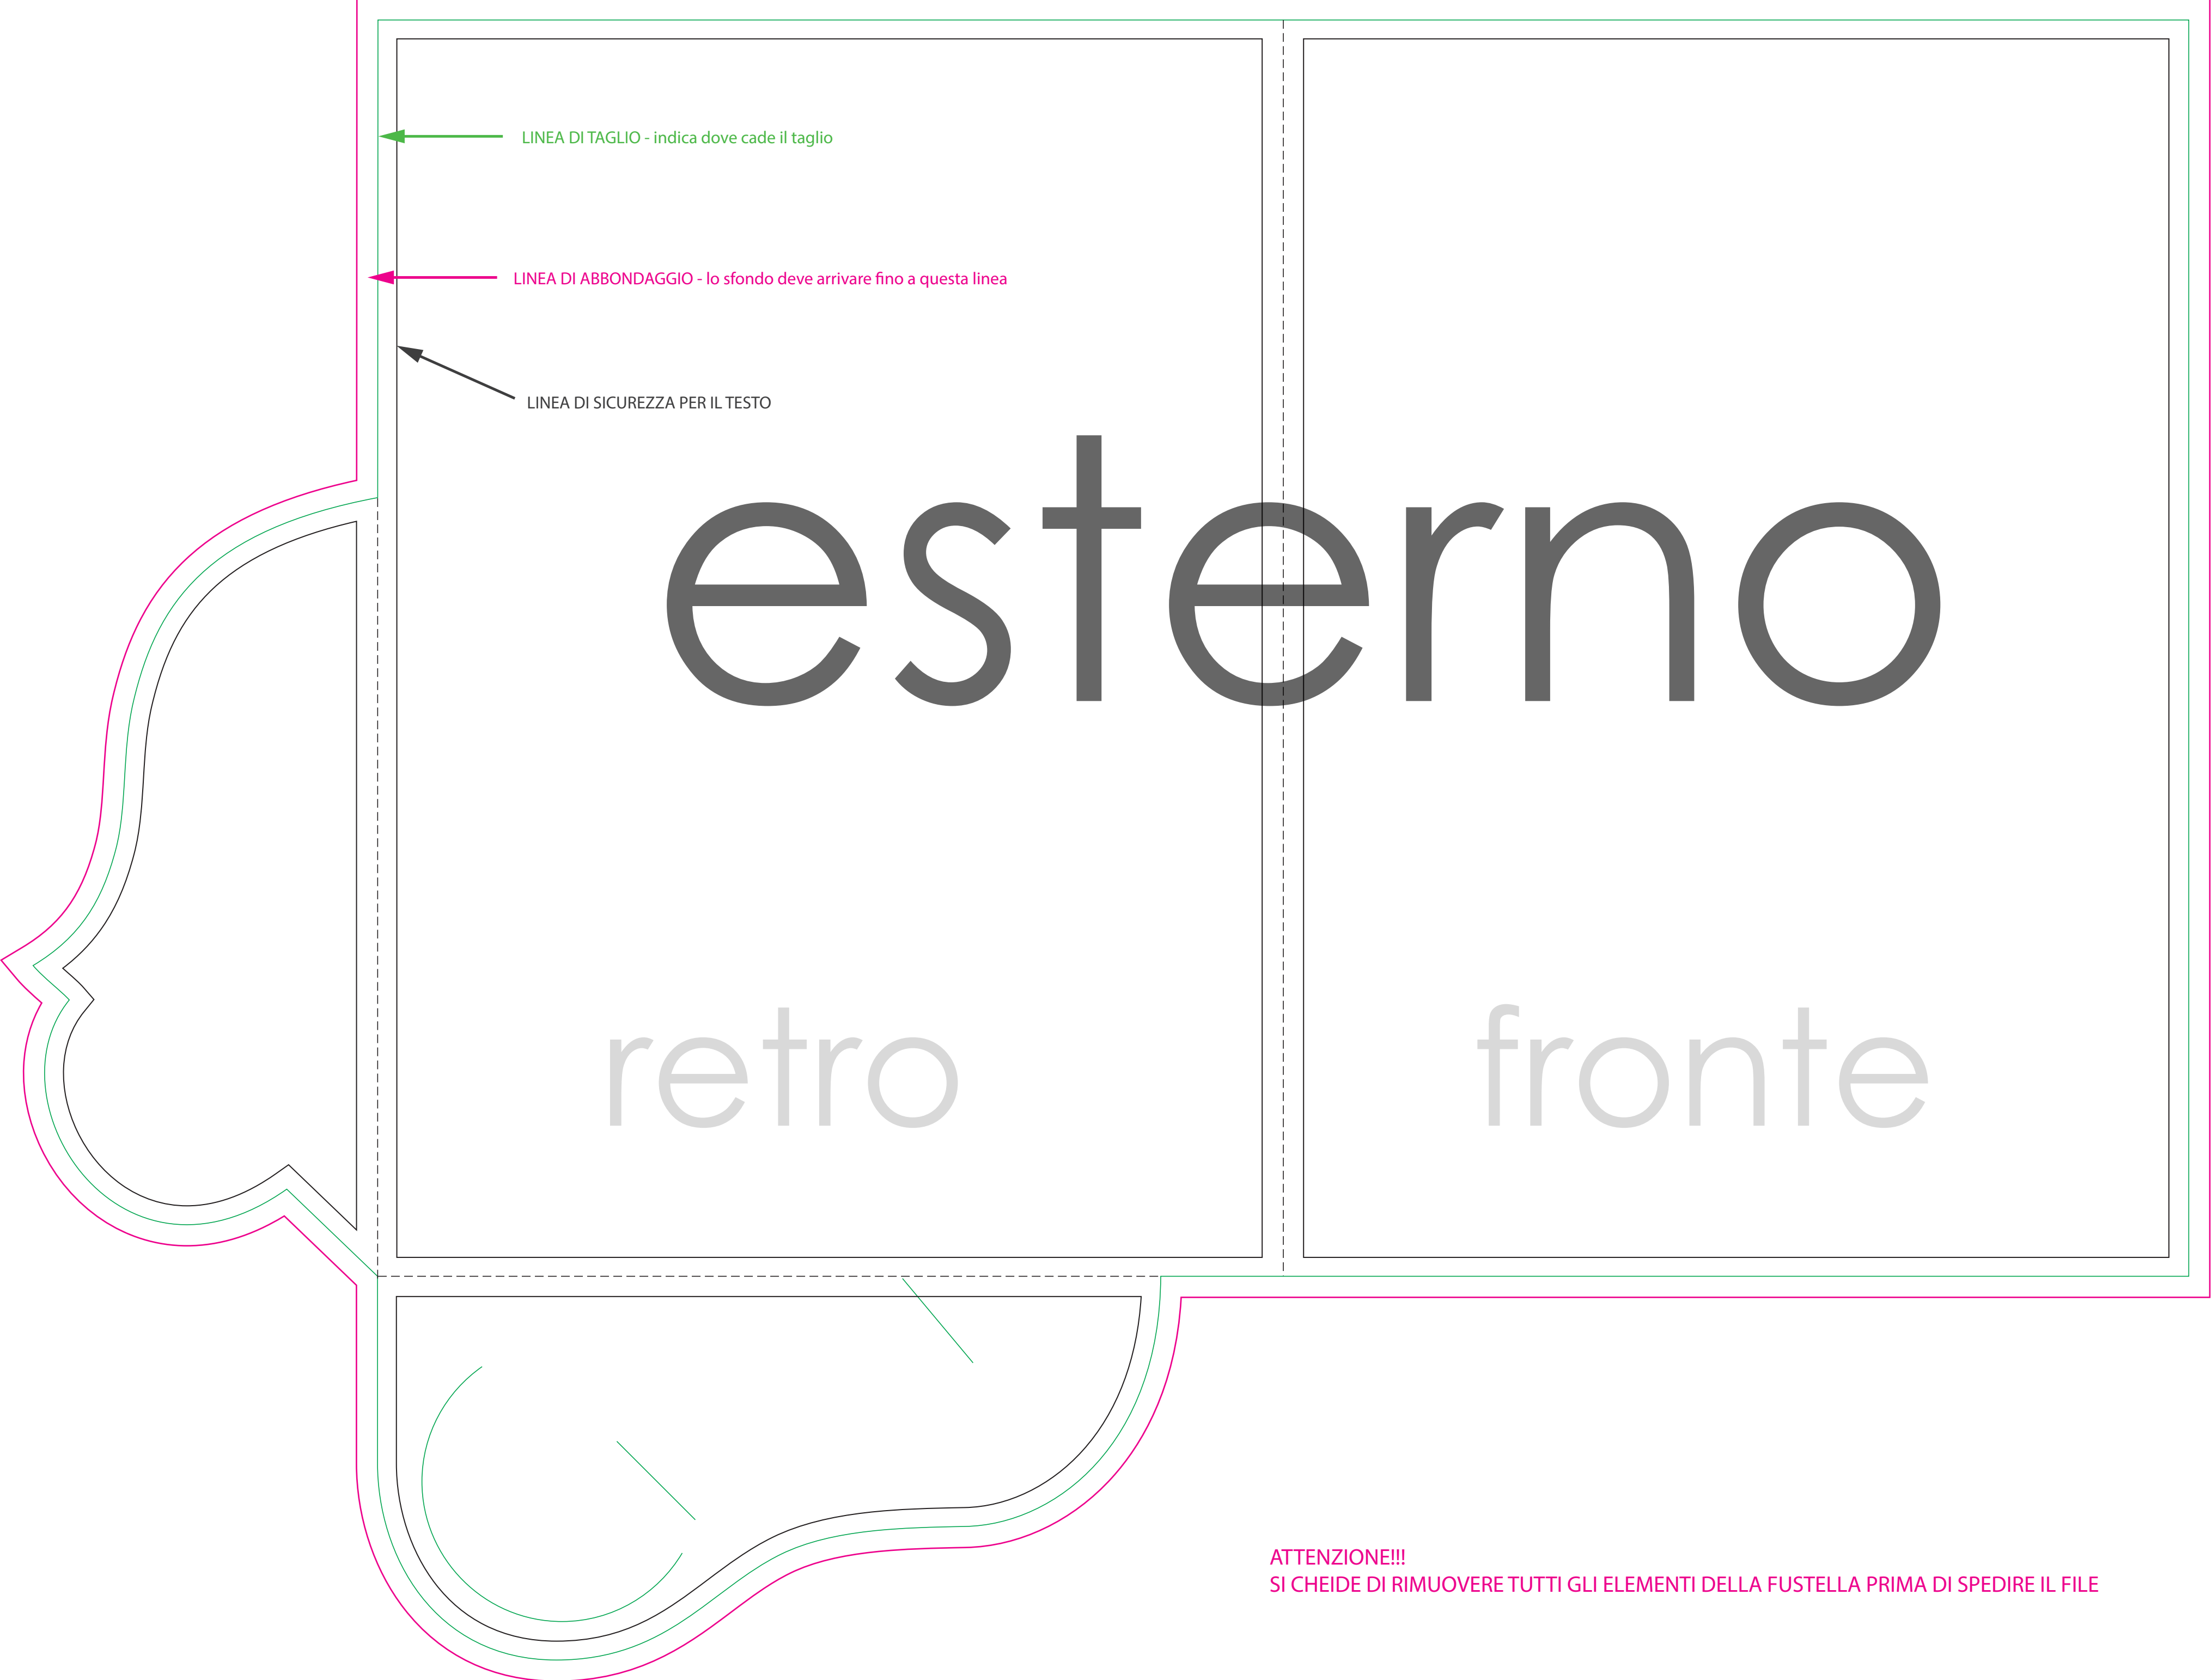 LINEA DI TAGLIO - indica dove cade il taglio
LINEA DI ABBONDAGGIO - lo sfondo deve arrivare fino a questa linea
LINEA DI SICUREZZA PER IL TESTO
esterno
retro
fronte
ATTENZIONE!!!
SI CHEIDE DI RIMUOVERE TUTTI GLI ELEMENTI DELLA FUSTELLA PRIMA DI SPEDIRE IL FILE